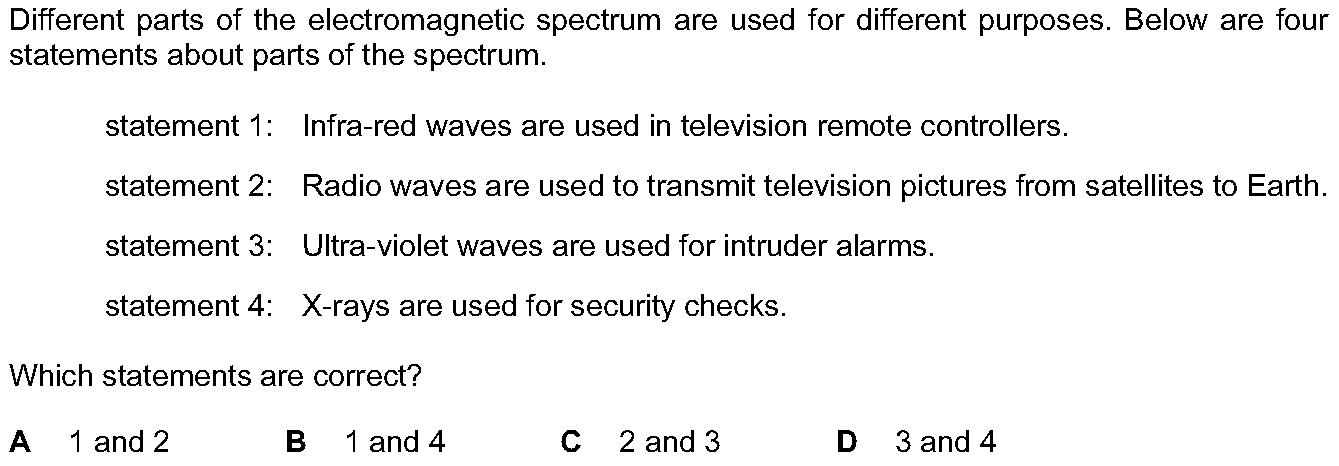 Different parts of the electromagnetic spectrum are used for different purposes. Below are four
statements about parts of the spectrum.
statement 1: Infra-red waves are used in television remote controllers.
statement 2: Radio waves are used to transmit television pictures from satellites to Earth.
statement 3: Ultra-violet waves are used for intruder alarms.
statement 4: X-rays are used for security checks.
Which statements are correct?
A 1 and 2 B 1 and 4 C 2 and 3 D 3 and 4